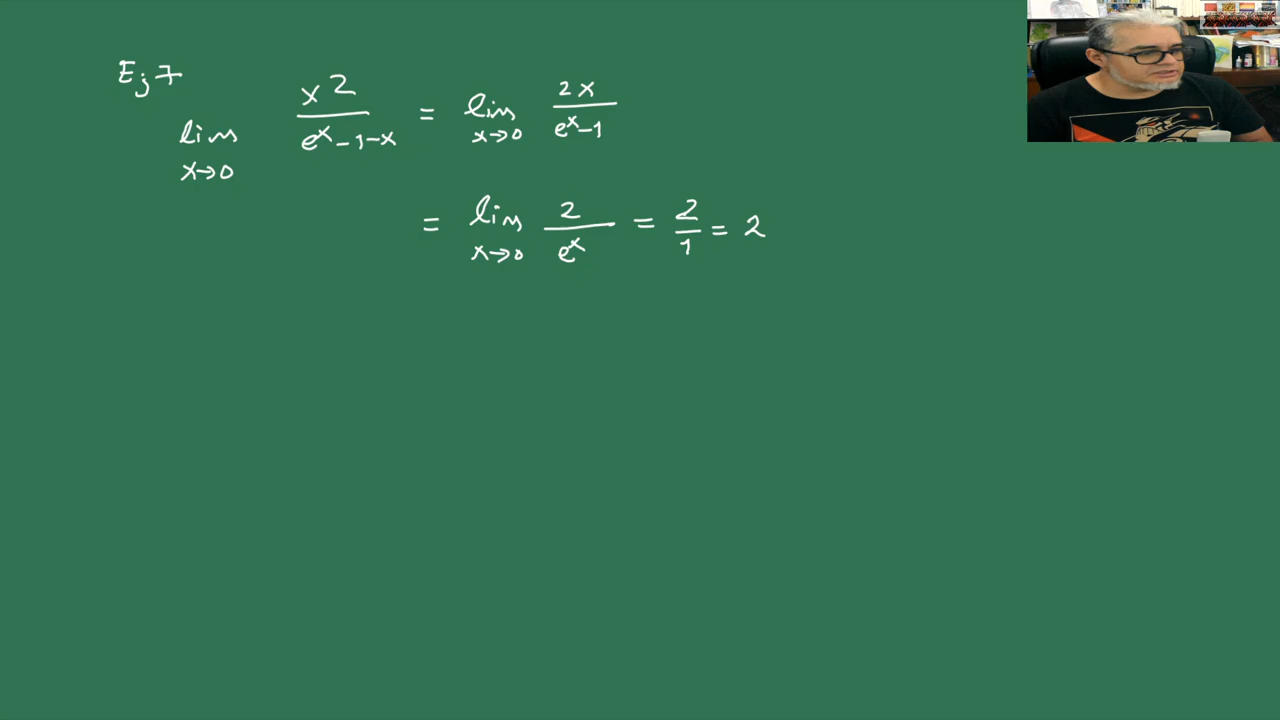 Ej 7
lim x→0 x²/(eˣ-1-x) = lim x→0 2x/(eˣ-1)
= lim x→0 2/eˣ = 2/1 = 2